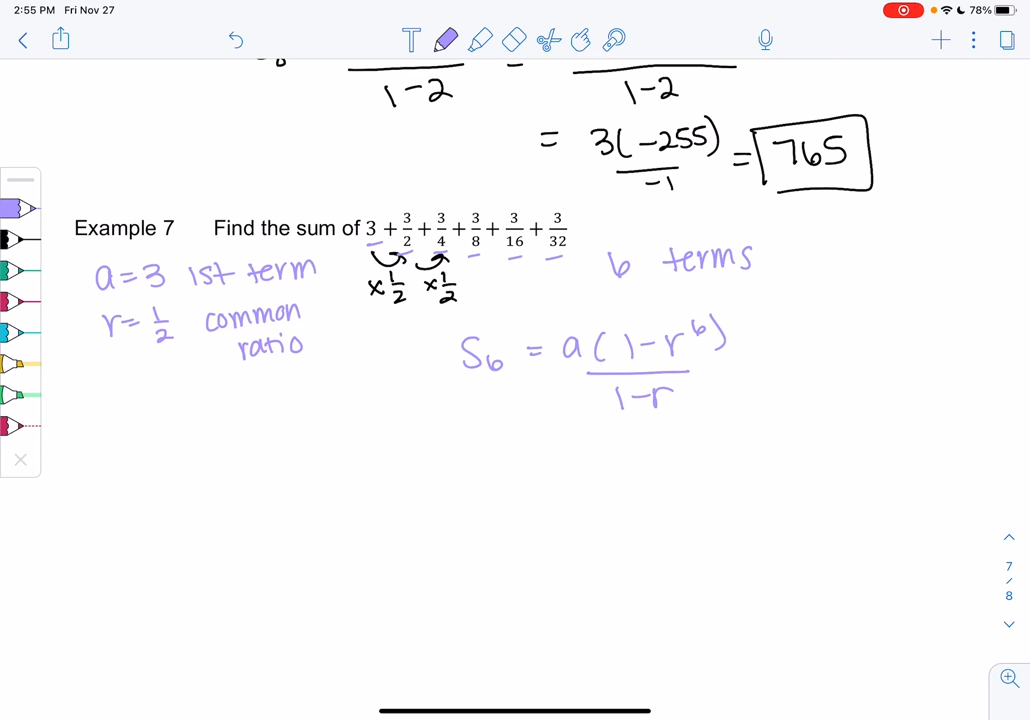 2:55 PM Fri Nov 27 78%
T
1-2 = 1-2
= 3(-255)/-1 = 765
Example 7 Find the sum of 3 + 3/2 + 3/4 + 3/8 + 3/16 + 3/32
a=3 1st term ×1/2 ×1/2 6 terms
r=1/2 common
ratio
S6 = a(1-r^6)
1-r
7
/
8